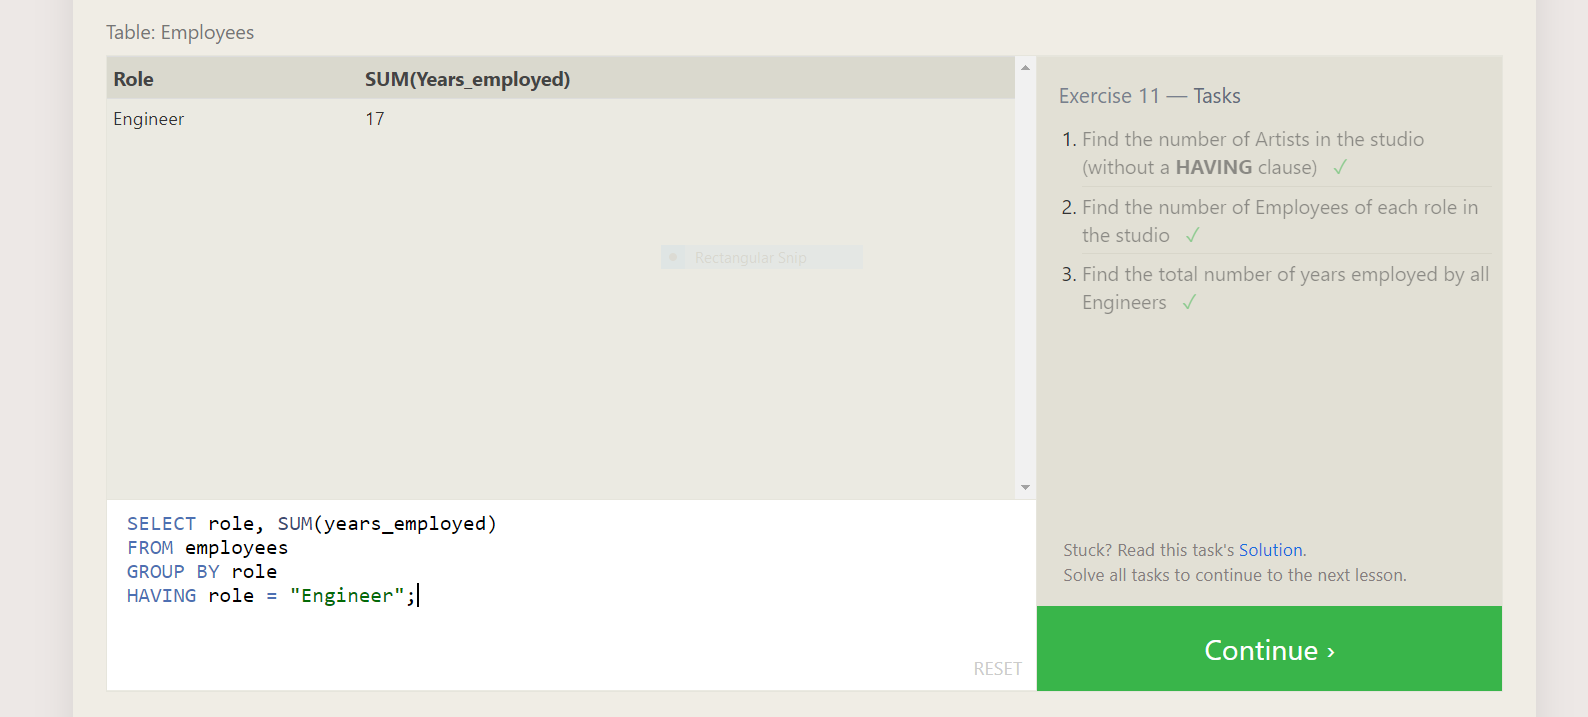 Table: Employees
Role SUM(Years_employed)
Engineer 17
Rectangular Snip
SELECT role, SUM(years_employed)
FROM employees
GROUP BY role
HAVING role = "Engineer";
RESET
Exercise 11 — Tasks
1. Find the number of Artists in the studio
(without a HAVING clause) ✓
2. Find the number of Employees of each role in
the studio ✓
3. Find the total number of years employed by all
Engineers ✓
Stuck? Read this task's Solution.
Solve all tasks to continue to the next lesson.
Continue ›